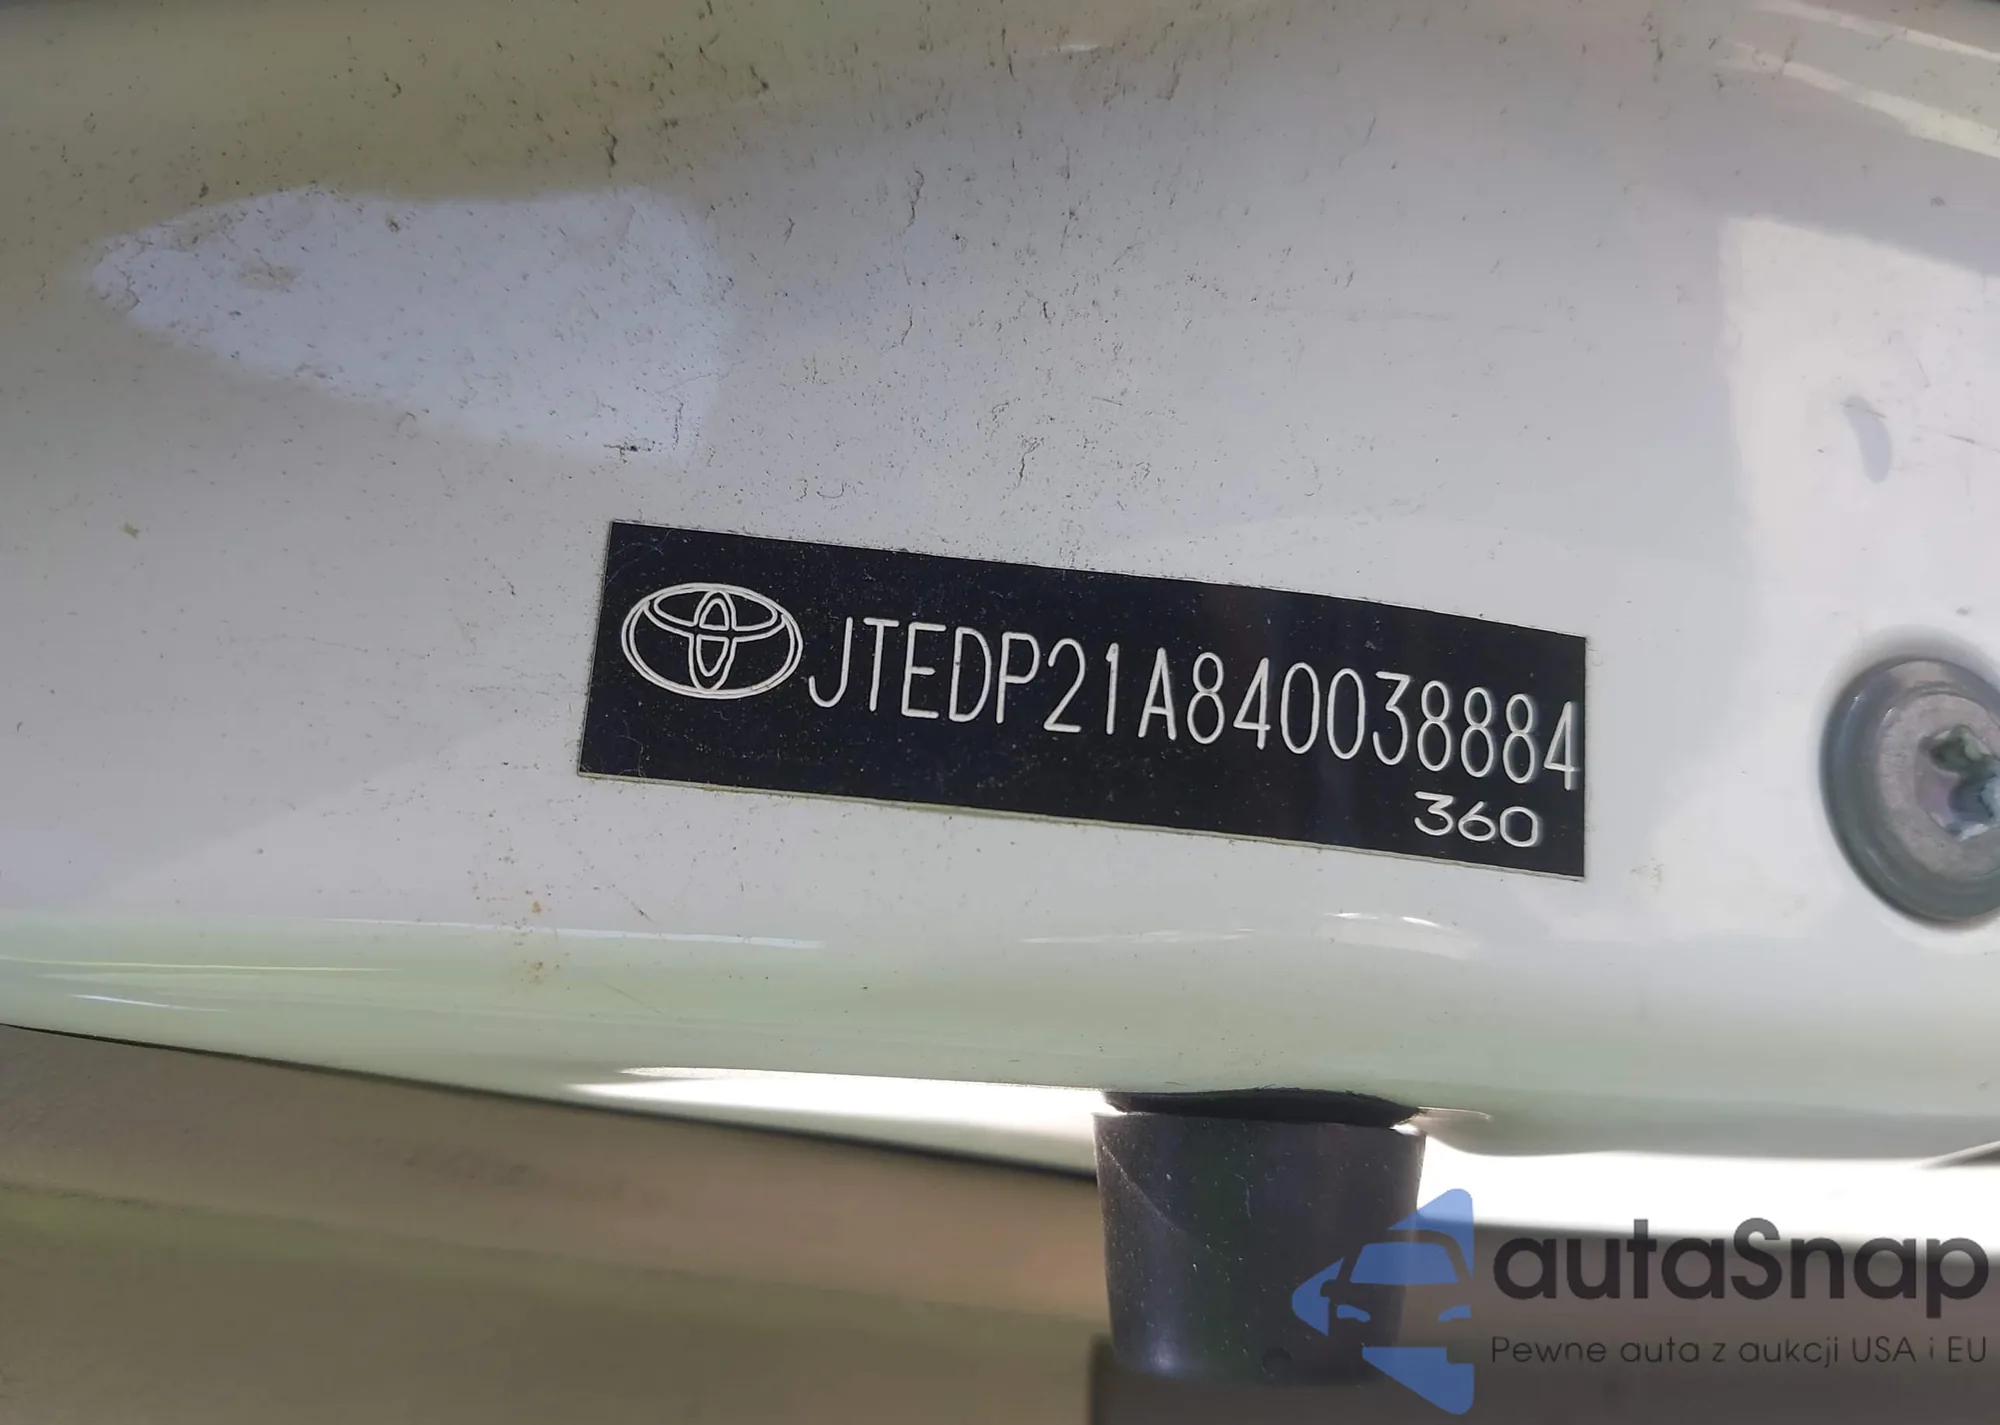 JTEDP21A840038884
360
autaSnap
Pewne auta z aukcji USA i EU